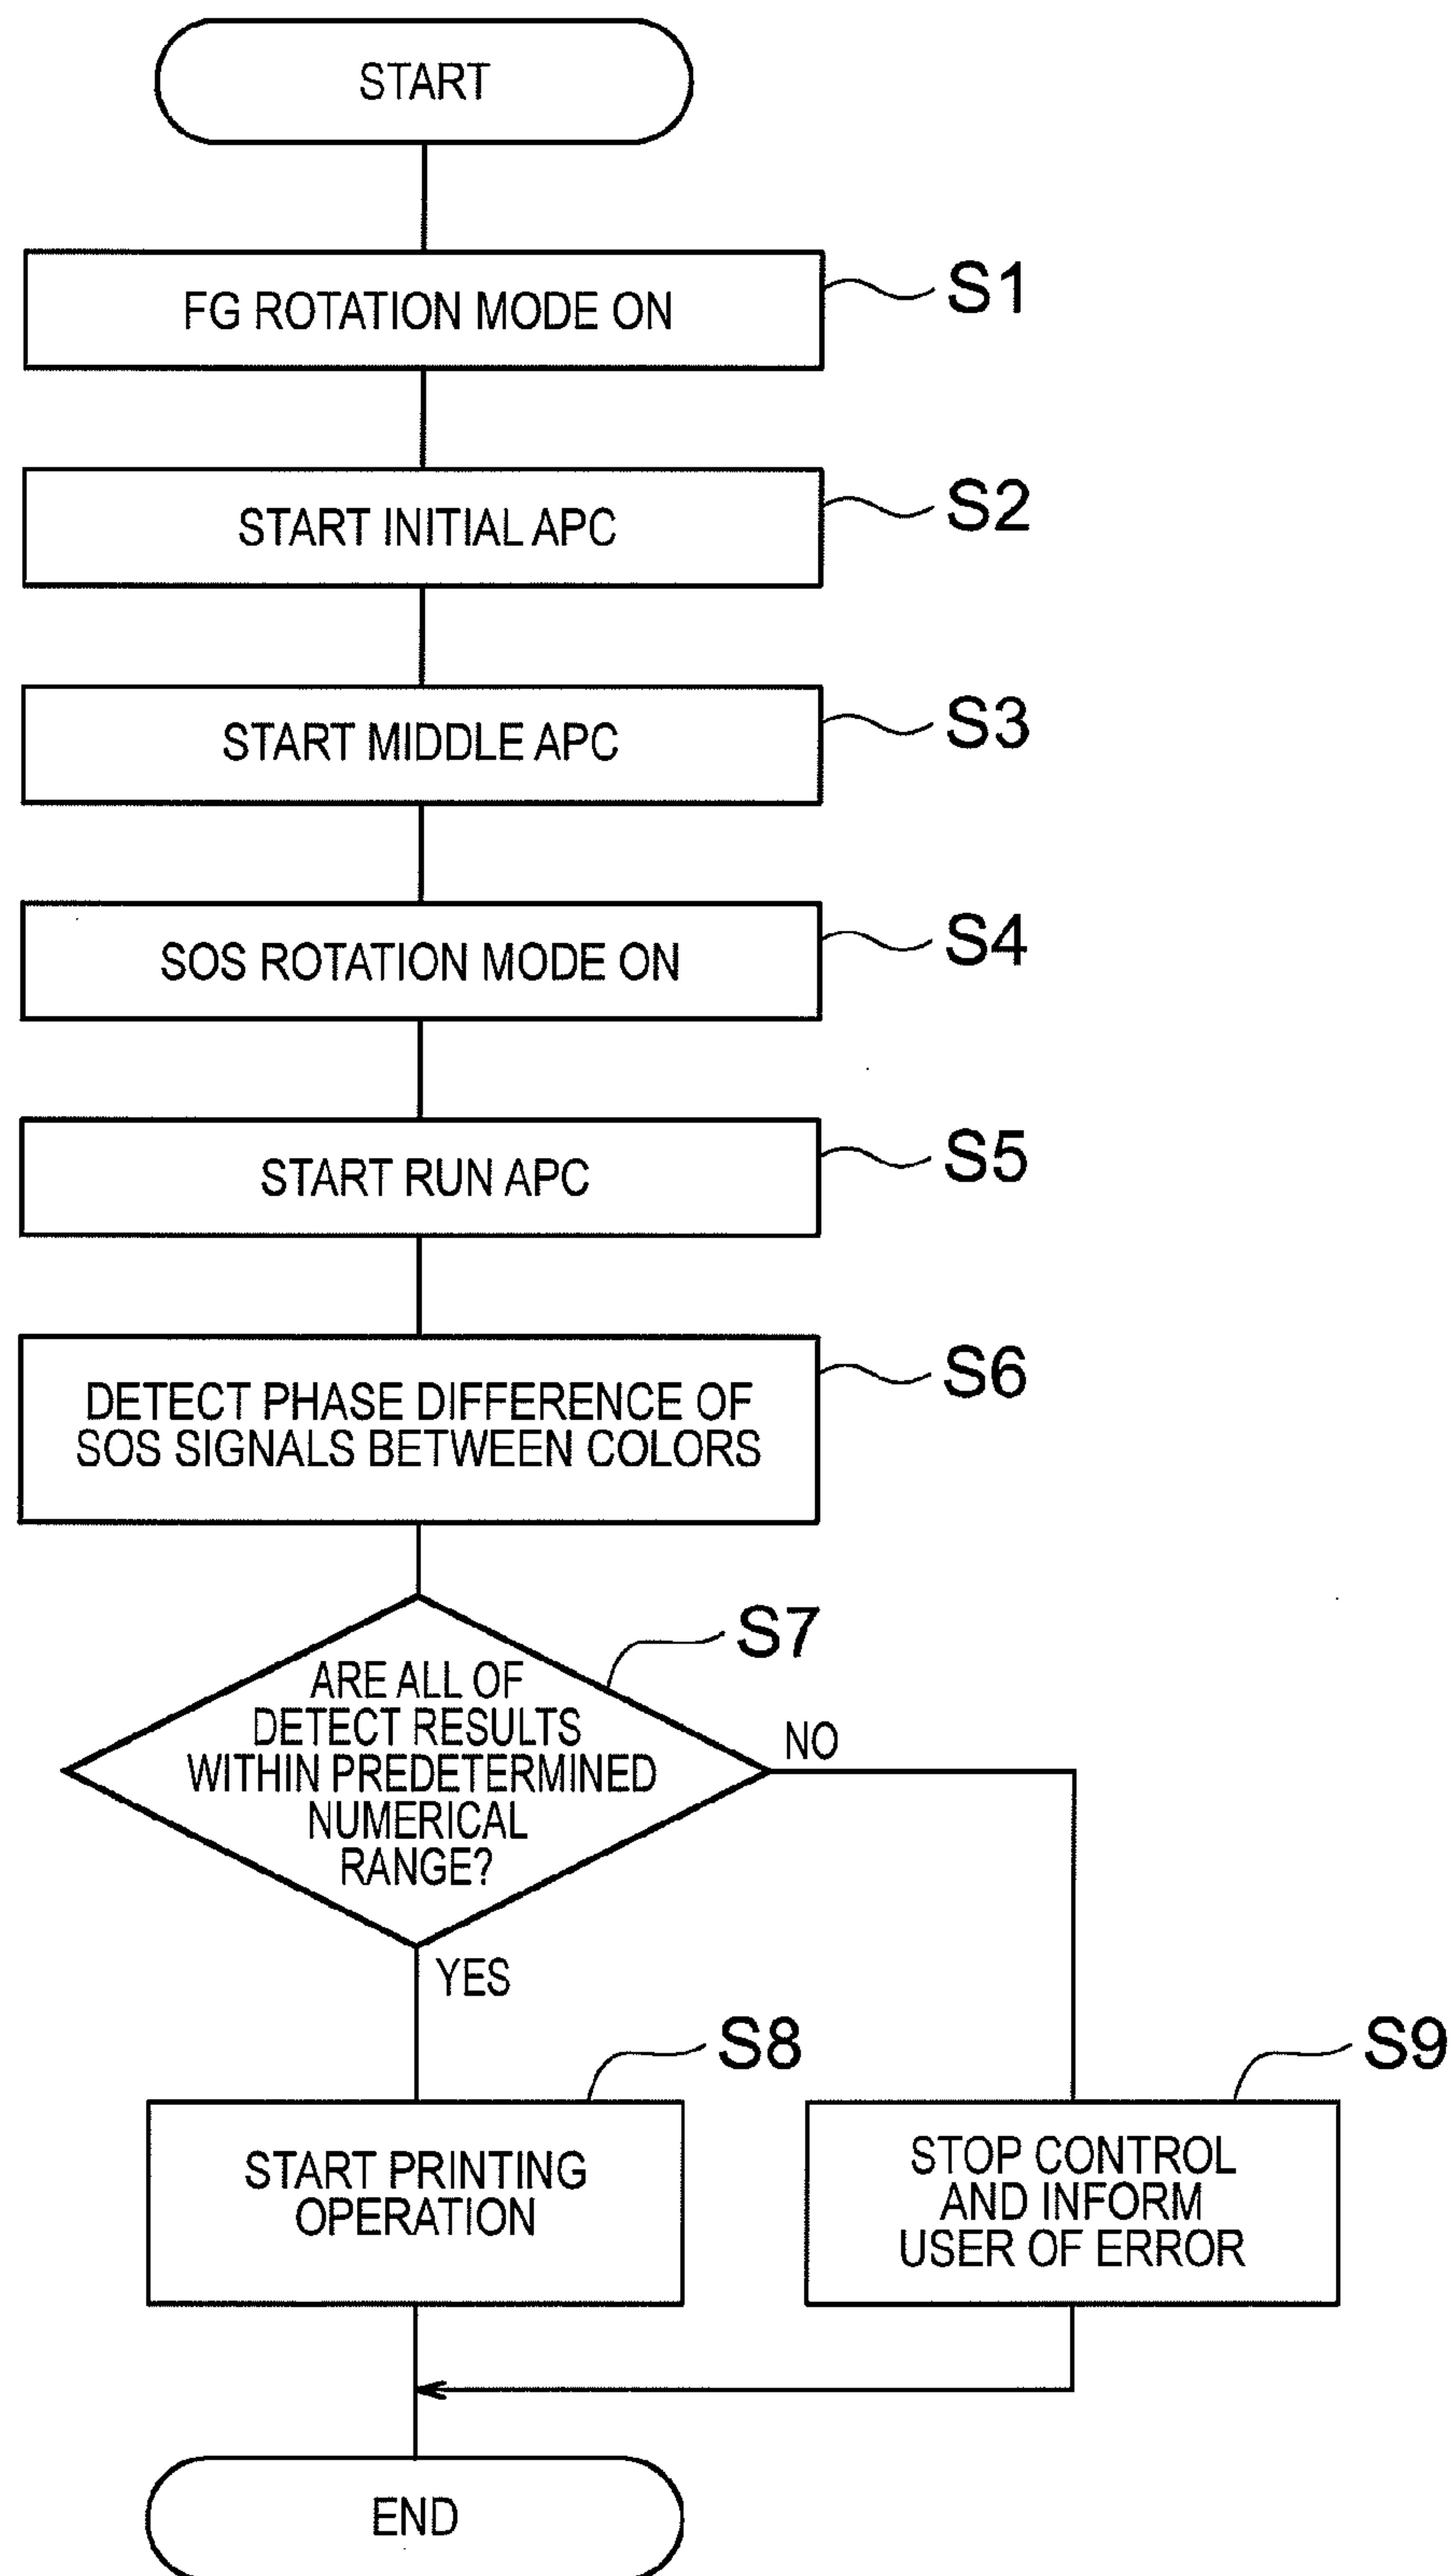 START
FG ROTATION MODE ON
S1
START INITIAL APC
S2
START MIDDLE APC
S3
SOS ROTATION MODE ON
S4
START RUN APC
S5
DETECT PHASE DIFFERENCE OF
SOS SIGNALS BETWEEN COLORS
S6
S7
ARE ALL OF
DETECT RESULTS
WITHIN PREDETERMINED
NUMERICAL
RANGE?
NO
YES
S8
START PRINTING
OPERATION
S9
STOP CONTROL
AND INFORM
USER OF ERROR
END